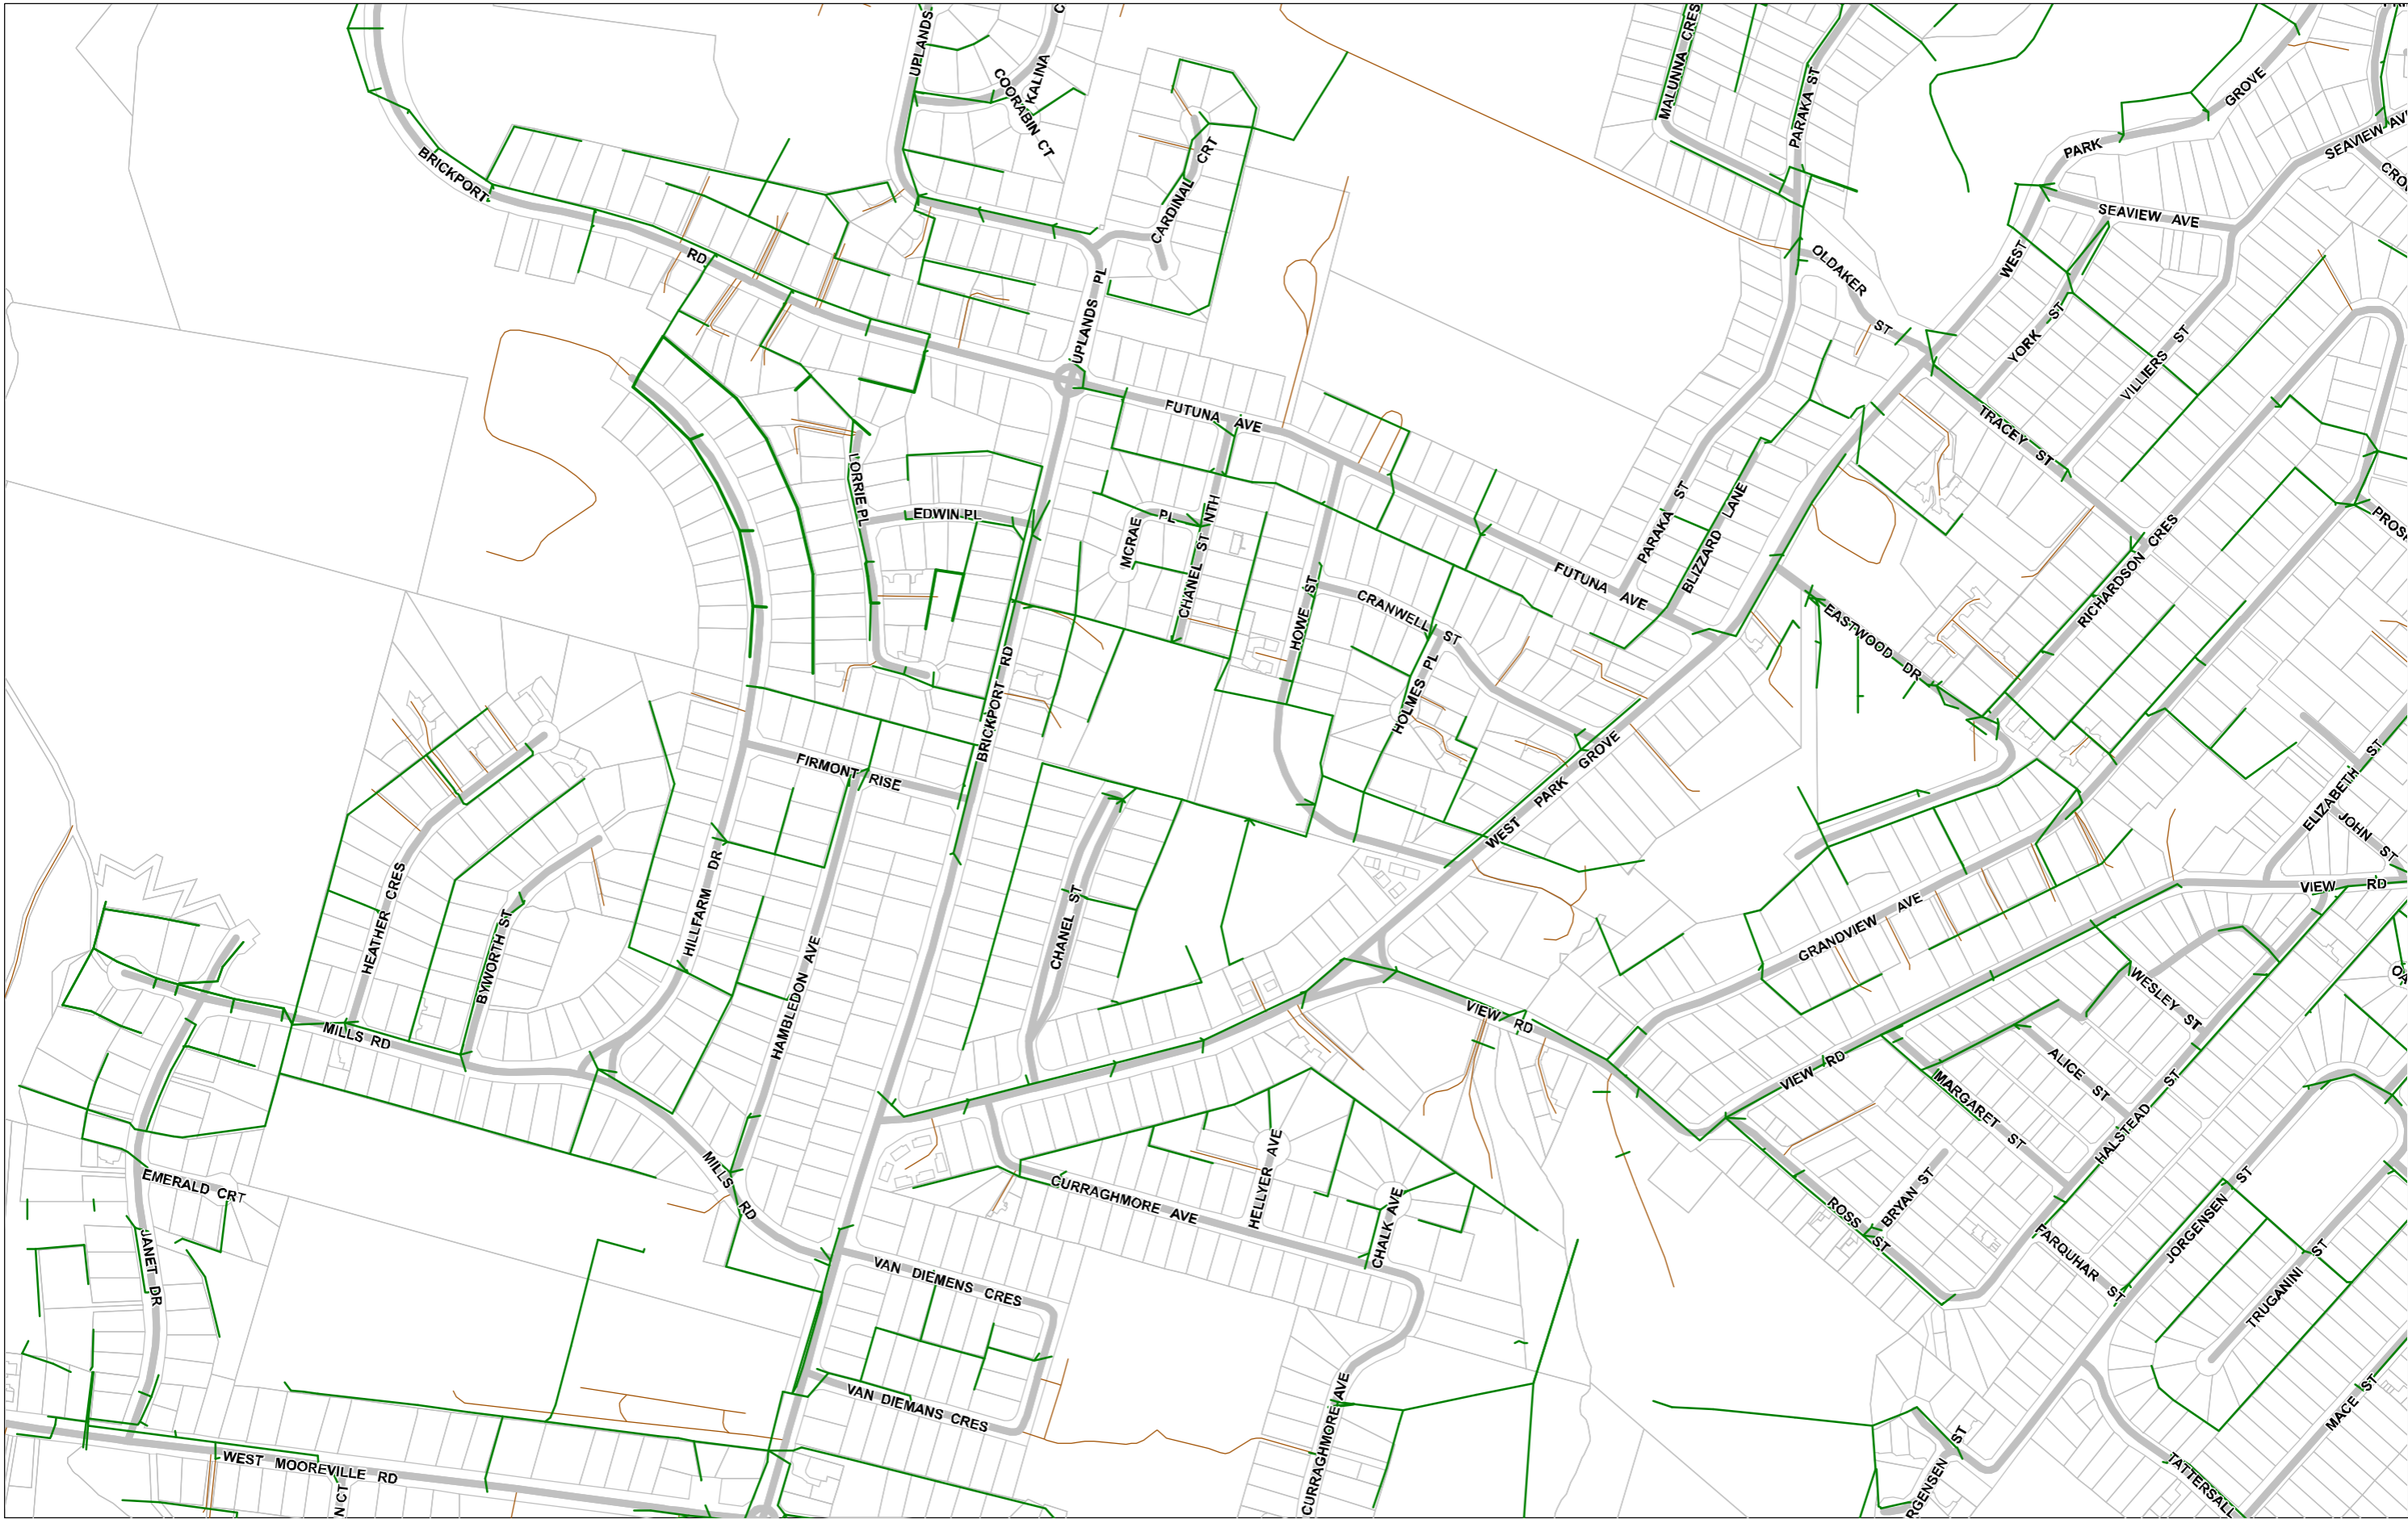 UPLANDS
C
KALINA
COORABIN CT
MALUNNA CRES
PARAKA ST
GROVE
PARK
SEAVIEW AVE
BRICKPORT
RD
CARDINAL CRT
SEAVIEW AVE
WEST
OLDAKER
ST
YORK ST
VILLIERS ST
UPLANDS PL
FUTUNA AVE
TRACEY ST
LORRIE PL
EDWIN PL
MCRAE PL
CHANEL ST NTH
PARAKA ST
BLIZZARD LANE
FUTUNA AVE
RICHARDSON CRES
HOWE ST
CRANWELL ST
HOLMES PL
EASTWOOD DR
BRICKPORT RD
FIRMONT RISE
WEST PARK GROVE
ELIZABETH ST
JOHN ST
VIEW RD
HEATHER CRES
BYWORTH ST
HILLFARM DR
HAMBLEDON AVE
CHANEL ST
GRANDVIEW AVE
WESLEY ST
VIEW RD
MILLS RD
VIEW RD
ALICE ST
MARGARET ST
HALSTEAD ST
MILLS RD
EMERALD CRT
CURRAGHMORE AVE
HELLYER AVE
CHALK AVE
ROSS ST
BRYAN ST
FARQUHAR ST
JORGENSEN ST
TRUGANINI ST
JANET DR
VAN DIEMENS CRES
VAN DIEMANS CRES
CURRAGHMORE AVE
MACE ST
WEST MOOREVILLE RD
N CT
RGENSEN ST
TATTERSALL